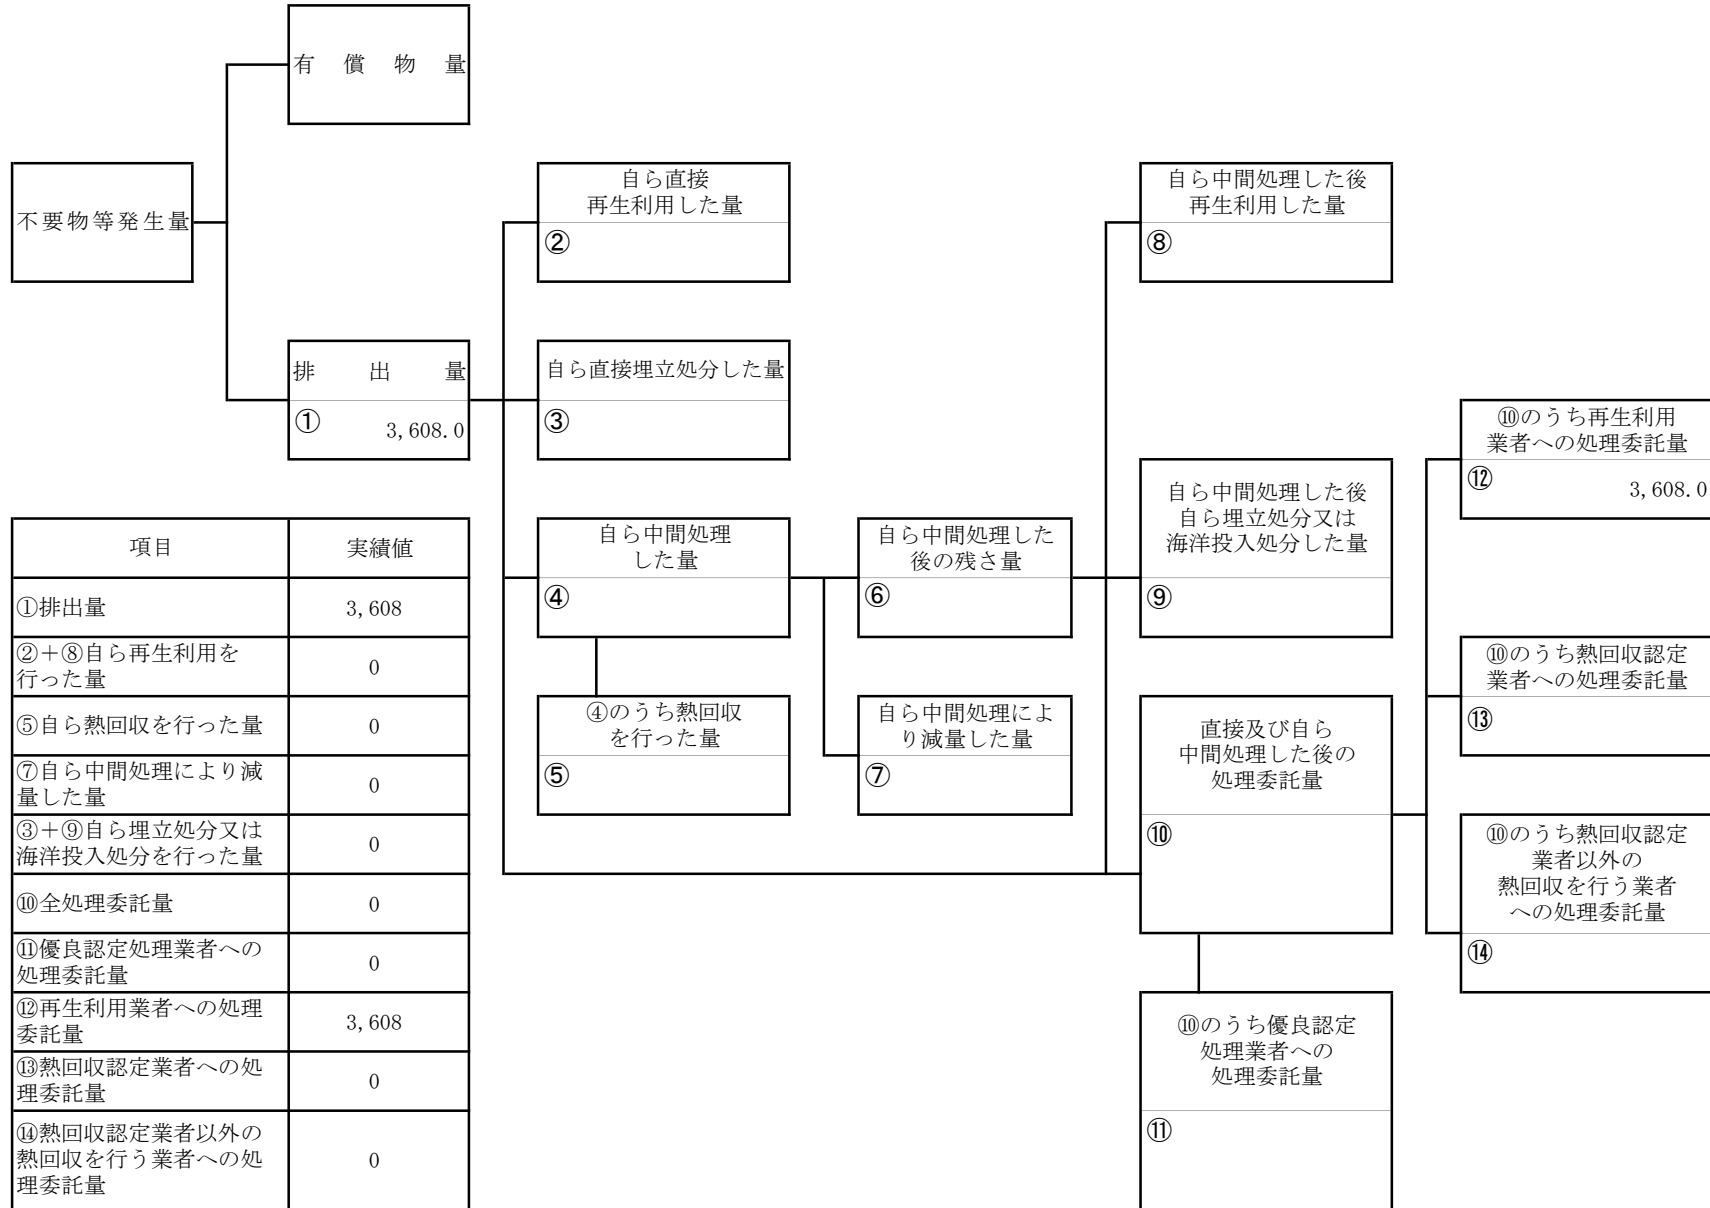 有償物量
不要物等発生量
自ら直接
再生利用した量
②
自ら中間処理した後
再生利用した量
⑧
排出量
① 3,608.0
自ら直接埋立処分した量
③
⑩のうち再生利用
業者への処理委託量
⑫ 3,608.0
自ら中間処理
した量
④
自ら中間処理した
後の残さ量
⑥
自ら中間処理した後
自ら埋立処分又は
海洋投入処分した量
⑨
⑩のうち熱回収認定
業者への処理委託量
⑬
④のうち熱回収
を行った量
⑤
自ら中間処理によ
り減量した量
⑦
直接及び自ら
中間処理した後の
処理委託量
⑩
⑩のうち熱回収認定
業者以外の
熱回収を行う業者
への処理委託量
⑭
⑩のうち優良認定
処理業者への
処理委託量
⑪
項目 実績値
①排出量 3,608
②+⑧自ら再生利用を
行った量 0
⑤自ら熱回収を行った量 0
⑦自ら中間処理により減
量した量 0
③+⑨自ら埋立処分又は
海洋投入処分を行った量 0
⑩全処理委託量 0
⑪優良認定処理業者への
処理委託量 0
⑫再生利用業者への処理
委託量 3,608
⑬熱回収認定業者への処
理委託量 0
⑭熱回収認定業者以外の
熱回収を行う業者への処
理委託量 0